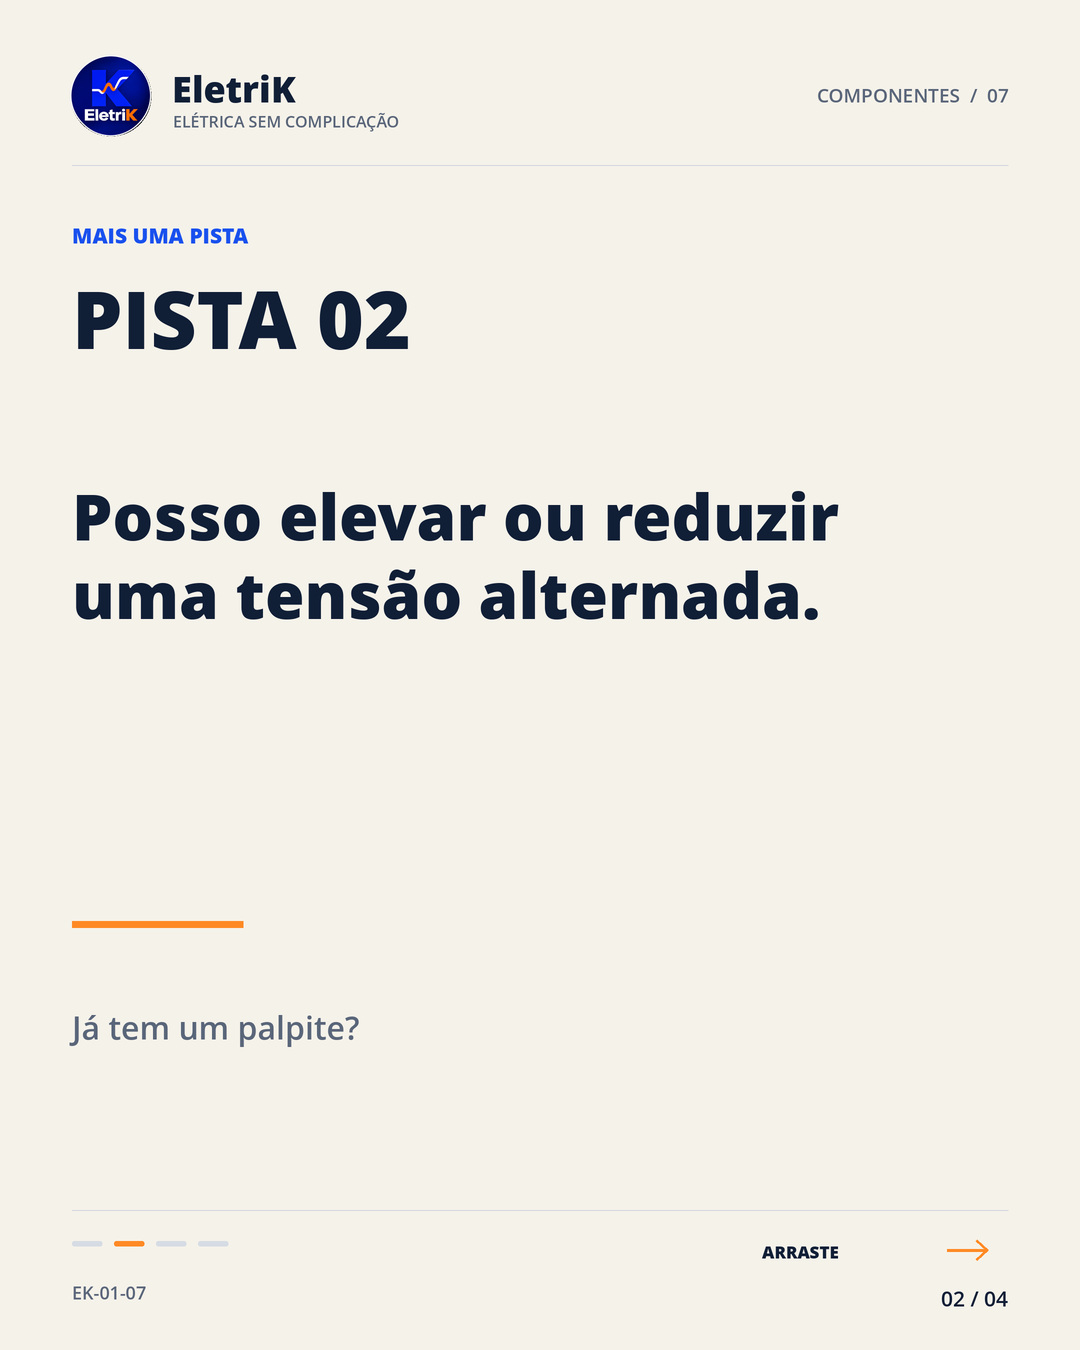 EletriK
EletriK
ELÉTRICA SEM COMPLICAÇÃO
COMPONENTES / 07
MAIS UMA PISTA
PISTA 02
Posso elevar ou reduzir
uma tensão alternada.
Já tem um palpite?
ARRASTE
EK-01-07
02 / 04